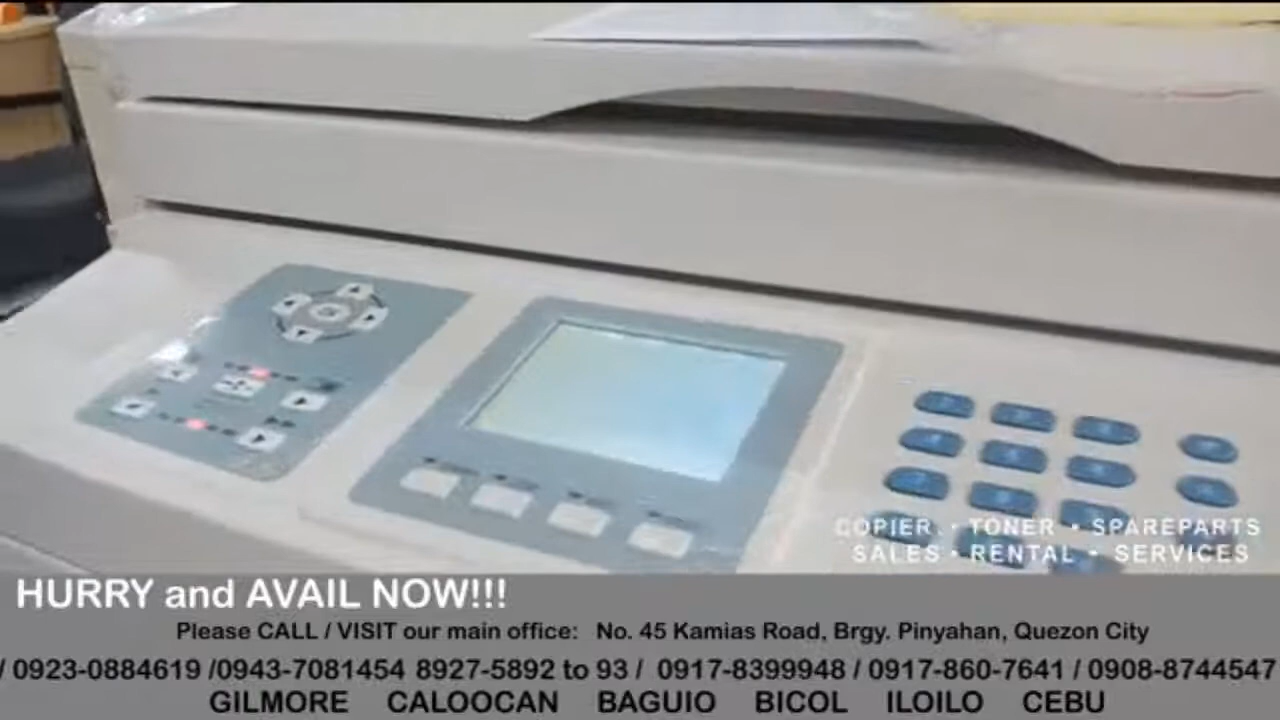 COPIER · TONER · SPAREPARTS
SALES · RENTAL · SERVICES
HURRY and AVAIL NOW!!!
Please CALL / VISIT our main office: No. 45 Kamias Road, Brgy. Pinyahan, Quezon City
/ 0923-0884619 /0943-7081454 8927-5892 to 93 / 0917-8399948 / 0917-860-7641 / 0908-8744547
GILMORE CALOOCAN BAGUIO BICOL ILOILO CEBU